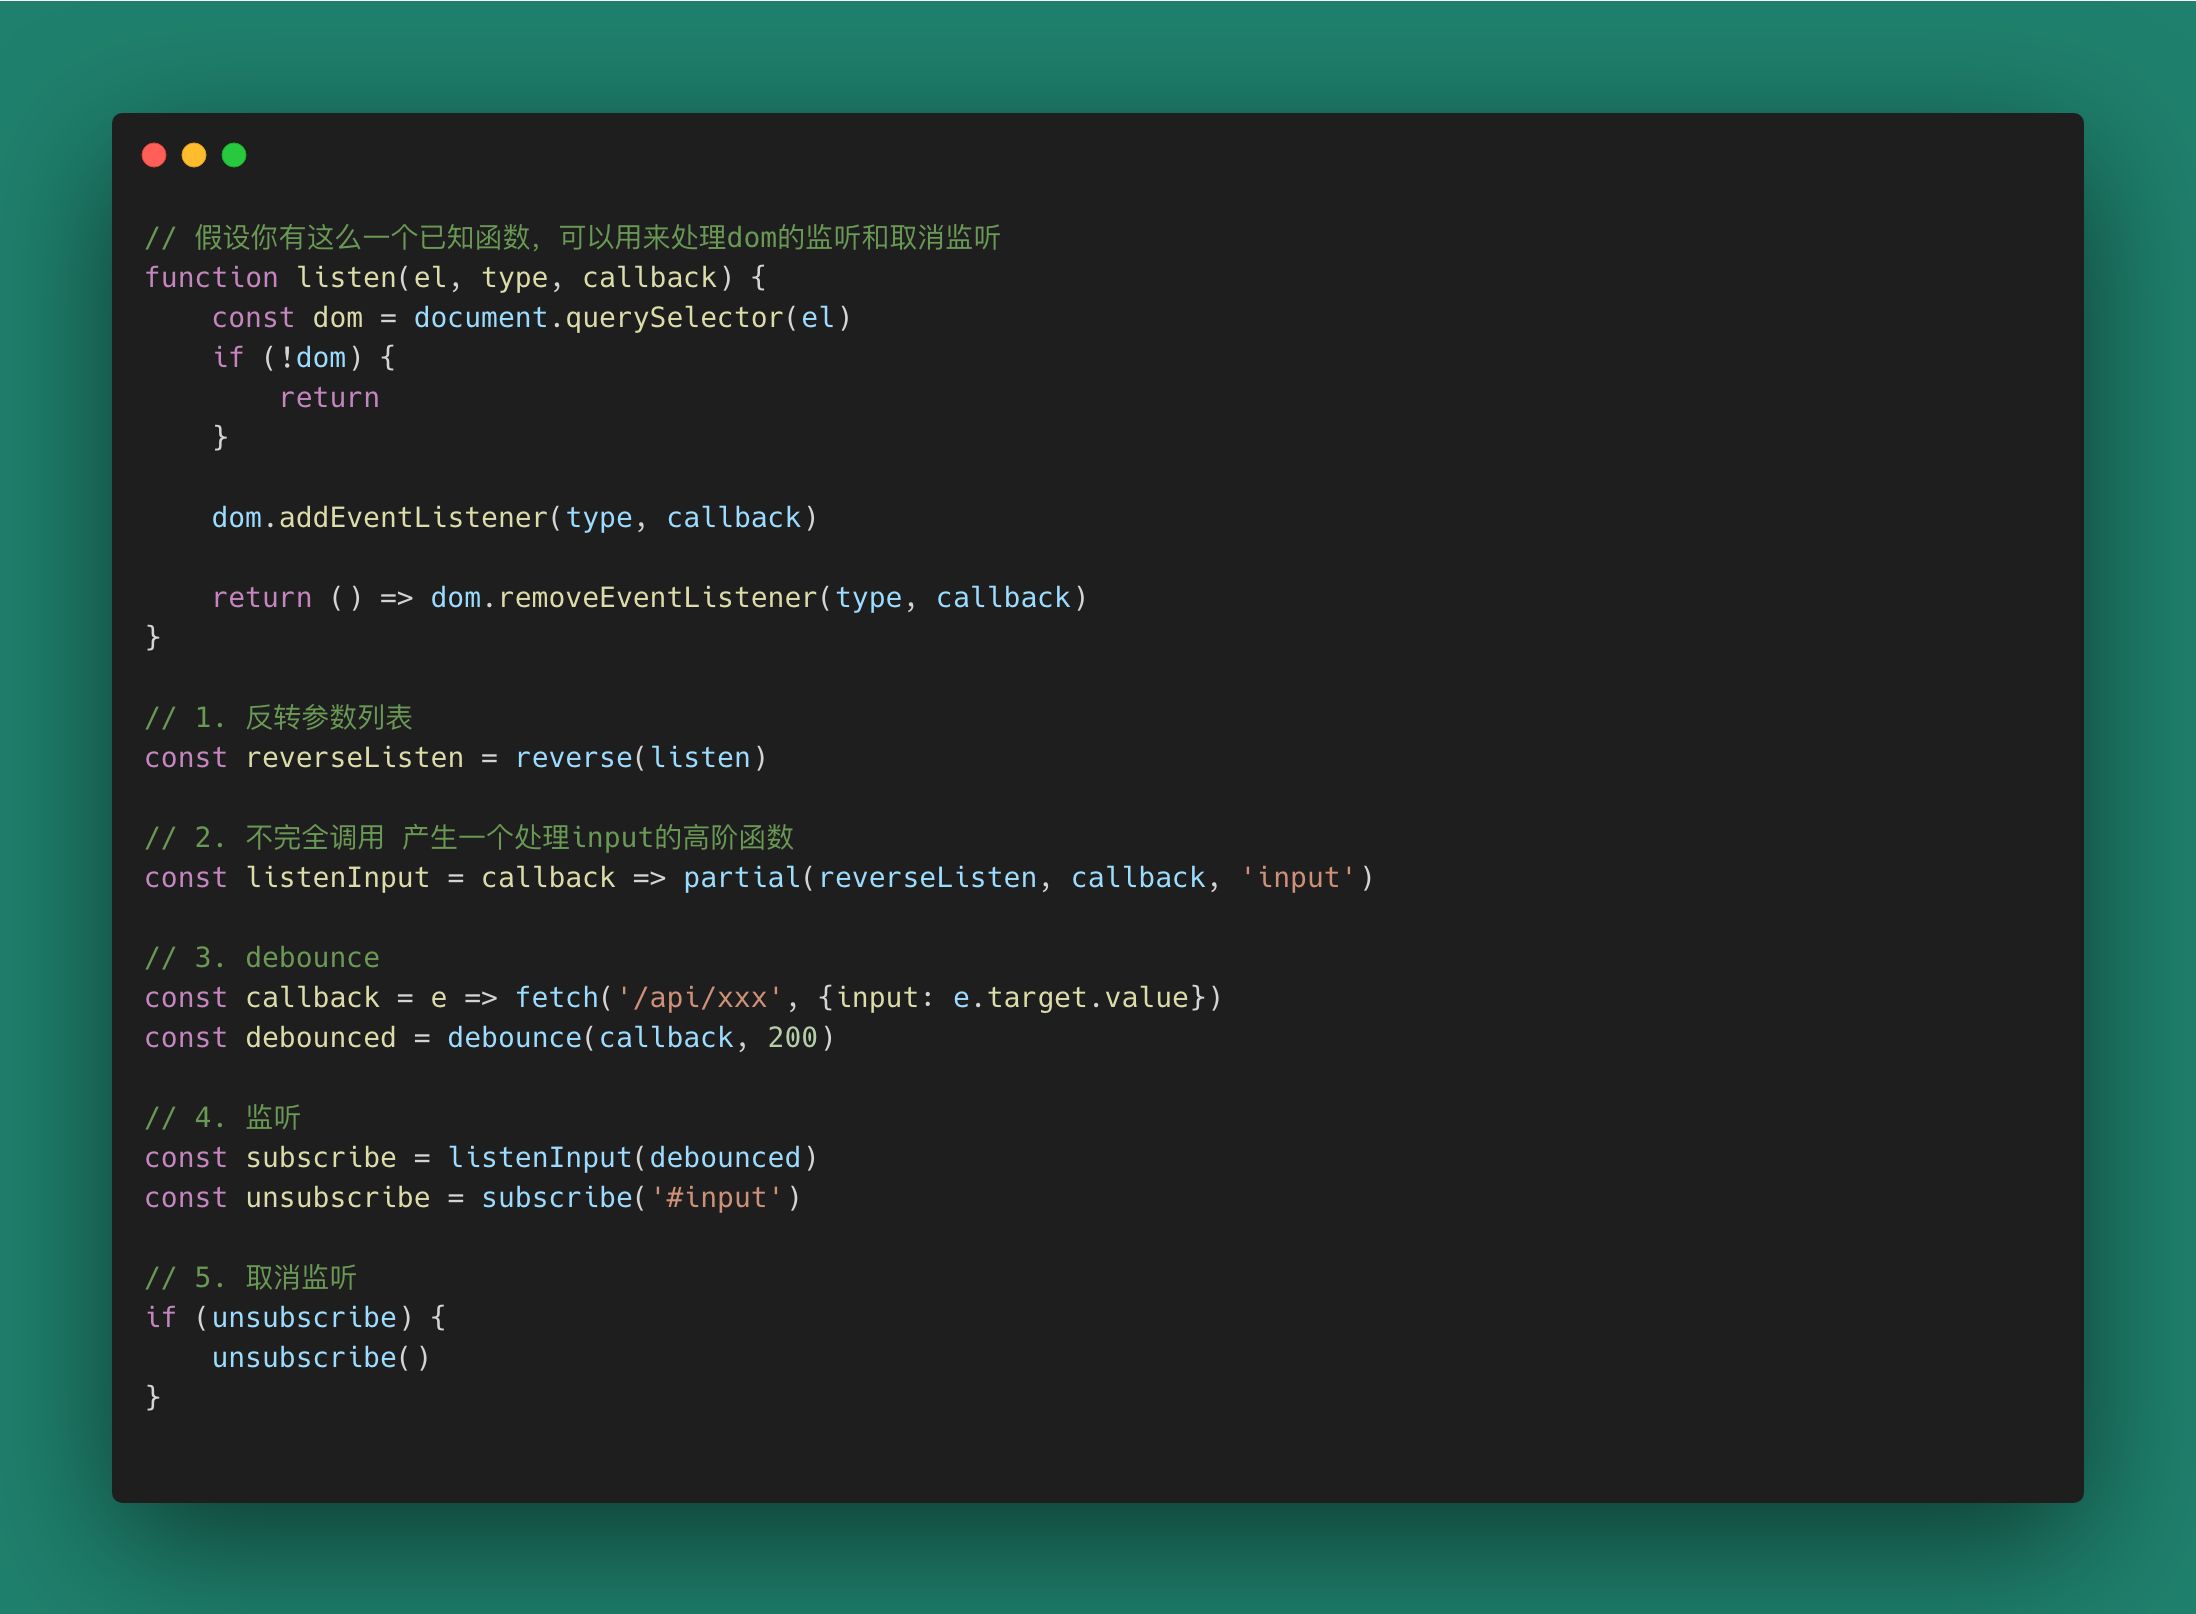 // 假设你有这么一个已知函数，可以用来处理dom的监听和取消监听
function listen(el, type, callback) {
    const dom = document.querySelector(el)
    if (!dom) {
        return
    }
    dom.addEventListener(type, callback)
    return () => dom.removeEventListener(type, callback)
}
// 1. 反转参数列表
const reverseListen = reverse(listen)
// 2. 不完全调用 产生一个处理input的高阶函数
const listenInput = callback => partial(reverseListen, callback, 'input')
// 3. debounce
const callback = e => fetch('/api/xxx', {input: e.target.value})
const debounced = debounce(callback, 200)
// 4. 监听
const subscribe = listenInput(debounced)
const unsubscribe = subscribe('#input')
// 5. 取消监听
if (unsubscribe) {
    unsubscribe()
}